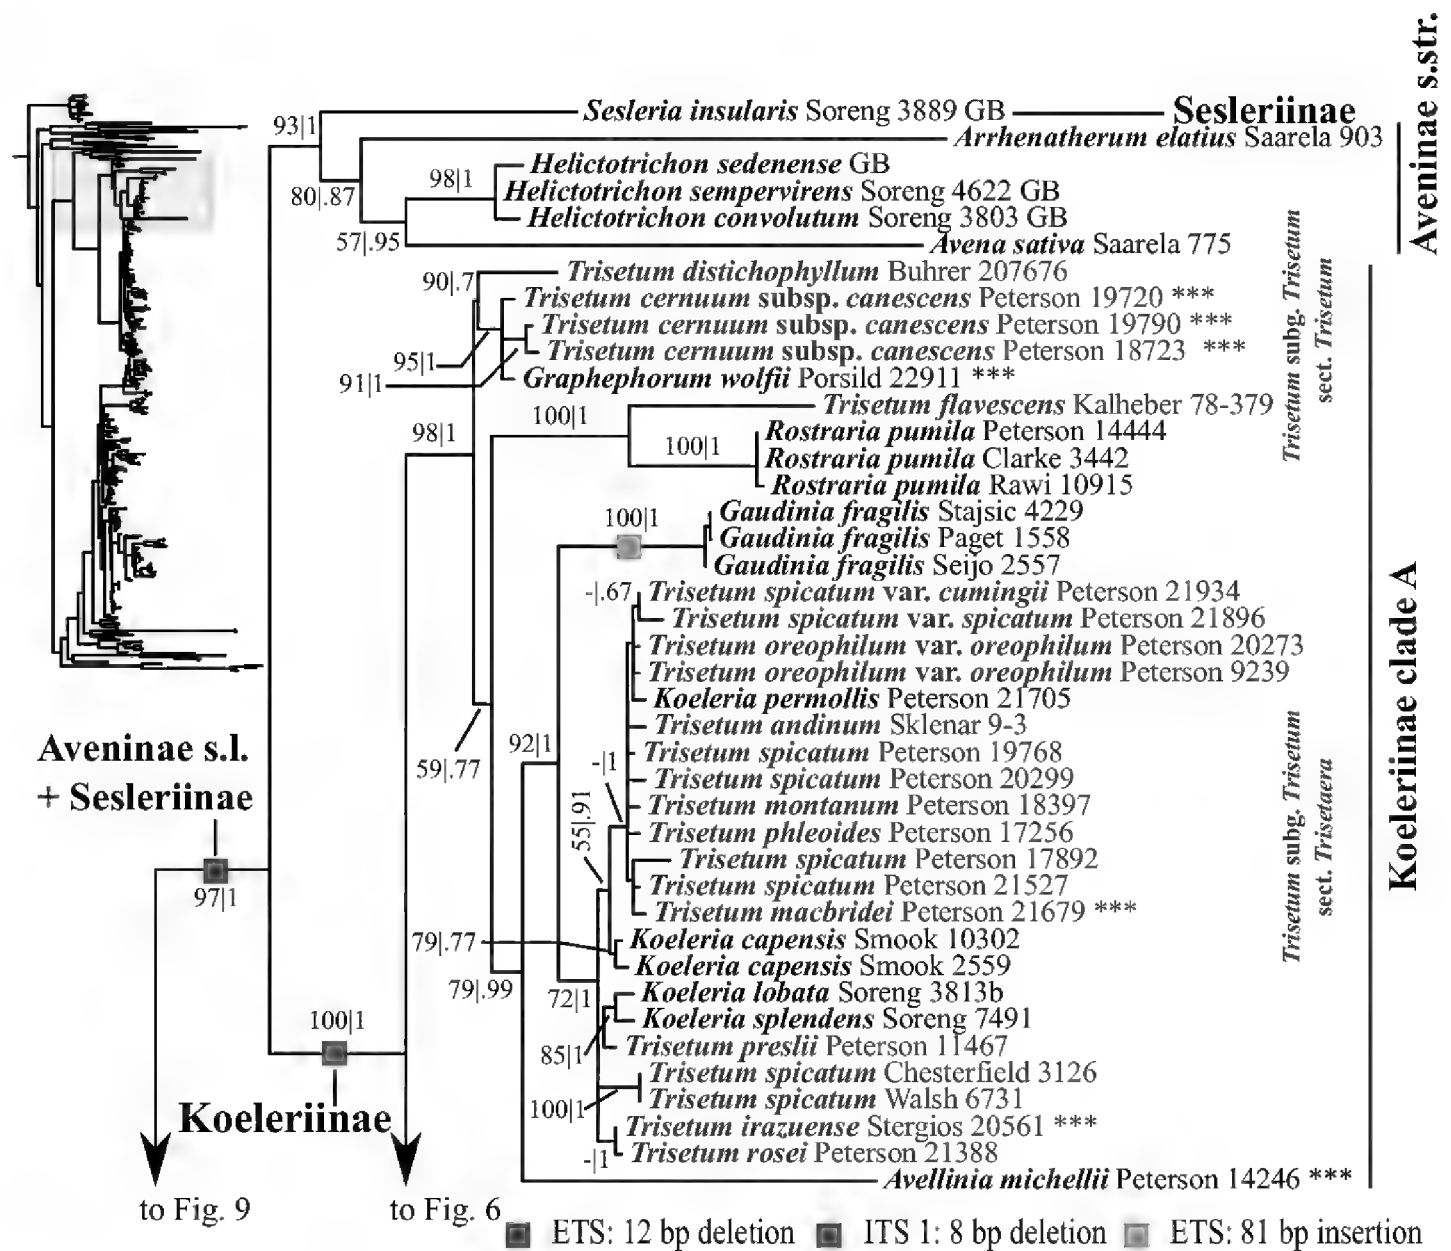 Aveninae s.str.
93|1
Sesleria insularis Soreng 3889 GB
Sesleriinae
Arrhenatherum elatius Saarela 903
80|.87
98|1
Helictotrichon sedenense GB
Helictotrichon sempervirens Soreng 4622 GB
Helictotrichon convolutum Soreng 3803 GB
57|.95
Avena sativa Saarela 775
90|.7
Trisetum distichophyllum Buhrer 207676
Trisetum cernuum subsp. canescens Peterson 19720 ***
Trisetum cernuum subsp. canescens Peterson 19790 ***
Trisetum cernuum subsp. canescens Peterson 18723 ***
95|1
91|1
Graphephorum wolfii Porsild 22911 ***
Trisetum subg. Trisetum
sect. Trisetum
98|1
100|1
Trisetum flavescens Kalheber 78-379
100|1
Rostraria pumila Peterson 14444
Rostraria pumila Clarke 3442
Rostraria pumila Rawi 10915
100|1
Gaudinia fragilis Stajsic 4229
Gaudinia fragilis Paget 1558
Gaudinia fragilis Seijo 2557
-|.67
Trisetum spicatum var. cumingii Peterson 21934
Trisetum spicatum var. spicatum Peterson 21896
Trisetum oreophilum var. oreophilum Peterson 20273
Trisetum oreophilum var. oreophilum Peterson 9239
Koeleria permollis Peterson 21705
Trisetum andinum Sklenar 9-3
Trisetum spicatum Peterson 19768
Trisetum spicatum Peterson 20299
Trisetum montanum Peterson 18397
Trisetum phleoides Peterson 17256
Trisetum spicatum Peterson 17892
Trisetum spicatum Peterson 21527
Trisetum macbridei Peterson 21679 ***
Koeleria capensis Smook 10302
Koeleria capensis Smook 2559
Koeleria lobata Soreng 3813b
Koeleria splendens Soreng 7491
Trisetum preslii Peterson 11467
Trisetum spicatum Chesterfield 3126
Trisetum spicatum Walsh 6731
Trisetum irazuense Stergios 20561 ***
Trisetum rosei Peterson 21388
Avellinia michellii Peterson 14246 ***
59|.77
92|1
-|1
55|.91
79|.77
79|.99
72|1
85|1
100|1
-|1
Trisetum subg. Trisetum
sect. Trisetaera
Koeleriinae clade A
Aveninae s.l.
+ Sesleriinae
97|1
100|1
Koeleriinae
to Fig. 9
to Fig. 6
ETS: 12 bp deletion
ITS 1: 8 bp deletion
ETS: 81 bp insertion